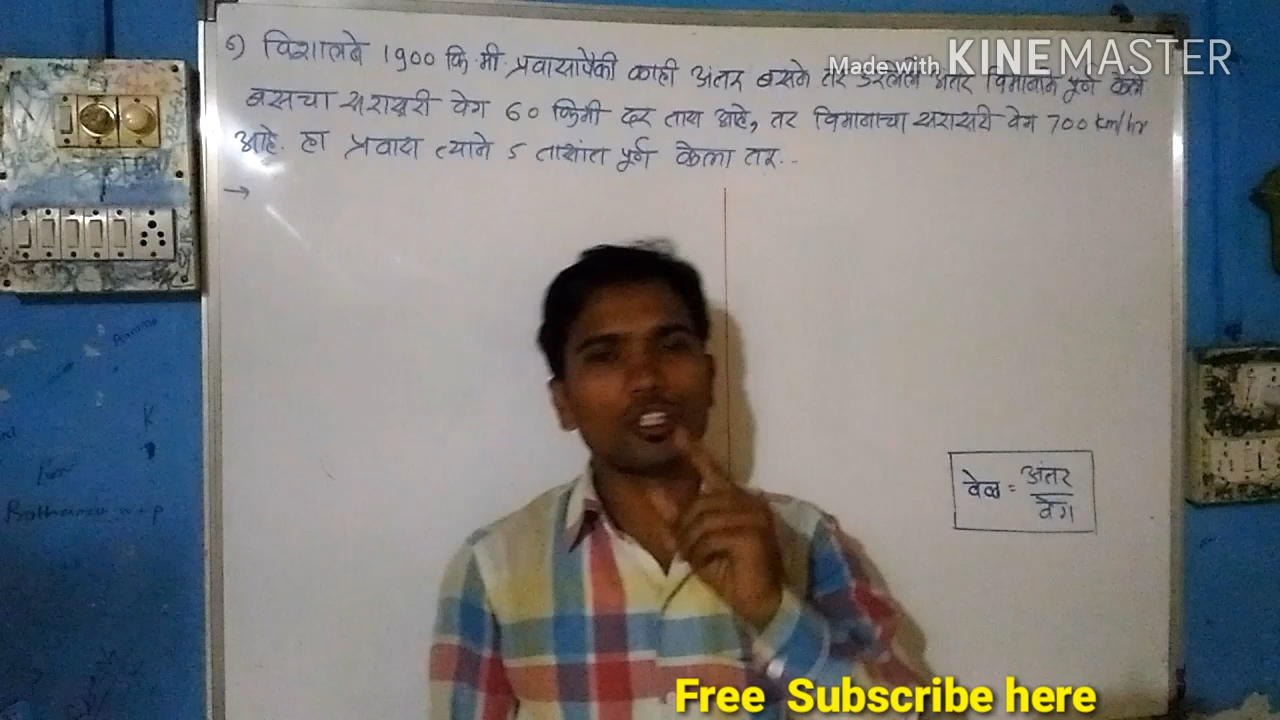 १) विशालने 1900 कि.मी. प्रवासापैकी काही अंतर बसने तर उरलेले अंतर विमानाने पूर्ण केले
बसचा सरासरी वेग 60 किमी दर तास आहे, तर विमानाचा सरासरी वेग 700 km/hr
आहे. हा प्रवास त्याने 5 तासांत पूर्ण केला तर..
→
वेळ = अंतर
वेग
Made with KINEMASTER
K
Free Subscribe here